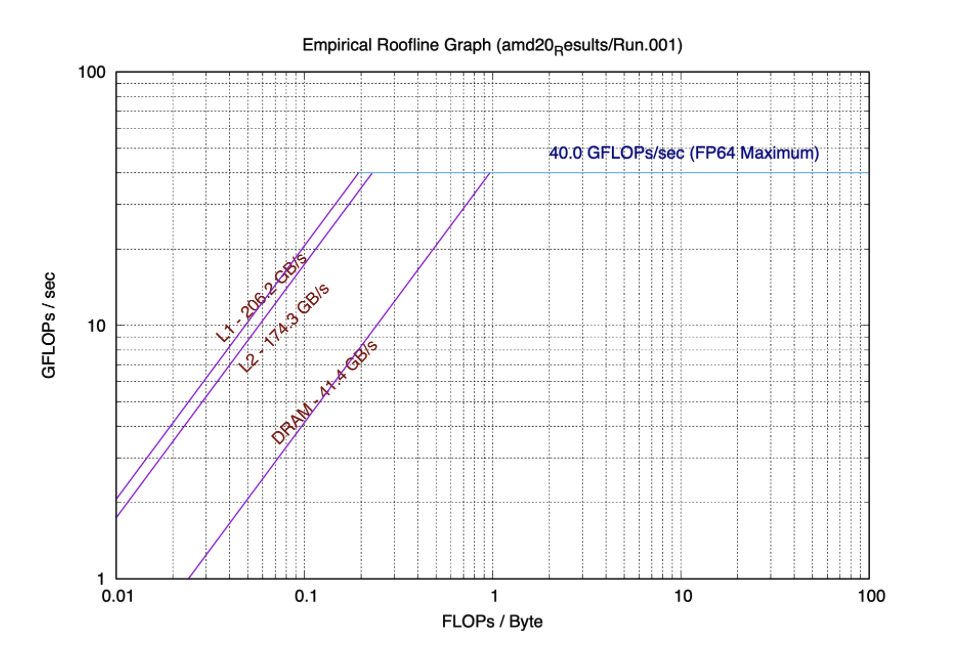 Empirical Roofline Graph (amd20Results/Run.001)
100
40.0 GFLOPs/sec (FP64 Maximum)
L1 - 206.2 GB/s
L2 - 174.3 GB/s
10
DRAM - 41.4 GB/s
GFLOPs / sec
1
0.01 0.1 1 10 100
FLOPs / Byte